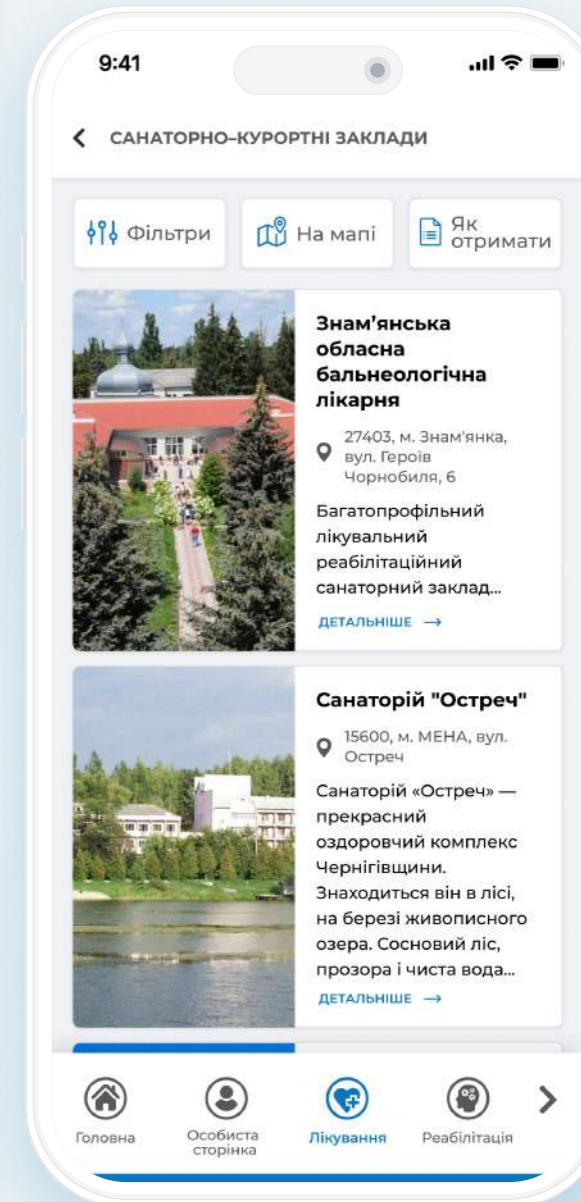 9:41
САНАТОРНО-КУРОРТНІ ЗАКЛАДИ
Фільтри
На мапі
Як
отримати
Знам’янська
обласна
бальнеологічна
лікарня
27403, м. Знам'янка,
вул. Героїв
Чорнобиля, 6
Багатопрофільний
лікувальний
реабілітаційний
санаторний заклад...
ДЕТАЛЬНІШЕ →
Санаторій "Остреч"
15600, м. МЕНА, вул.
Остреч
Санаторій «Остреч» —
прекрасний
оздоровчий комплекс
Чернігівщини.
Знаходиться він в лісі,
на березі живописного
озера. Сосновий ліс,
прозора і чиста вода...
ДЕТАЛЬНІШЕ →
Головна
Особиста
сторінка
Лікування
Реабілітація